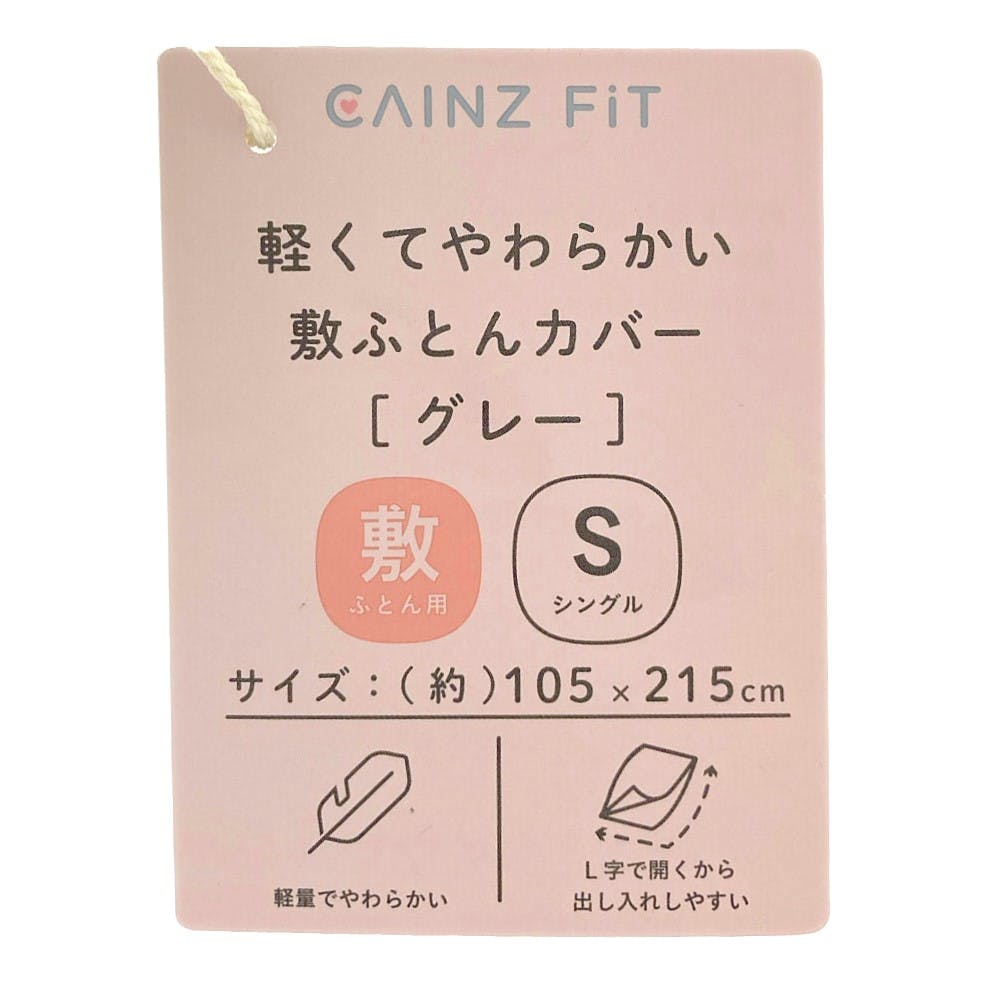 CAINZ FiT
軽くてやわらかい
敷ふとんカバー
[ グレー ]
敷
ふとん用
S
シングル
サイズ：( 約 )105 × 215cm
軽量でやわらかい
L字で開くから
出し入れしやすい